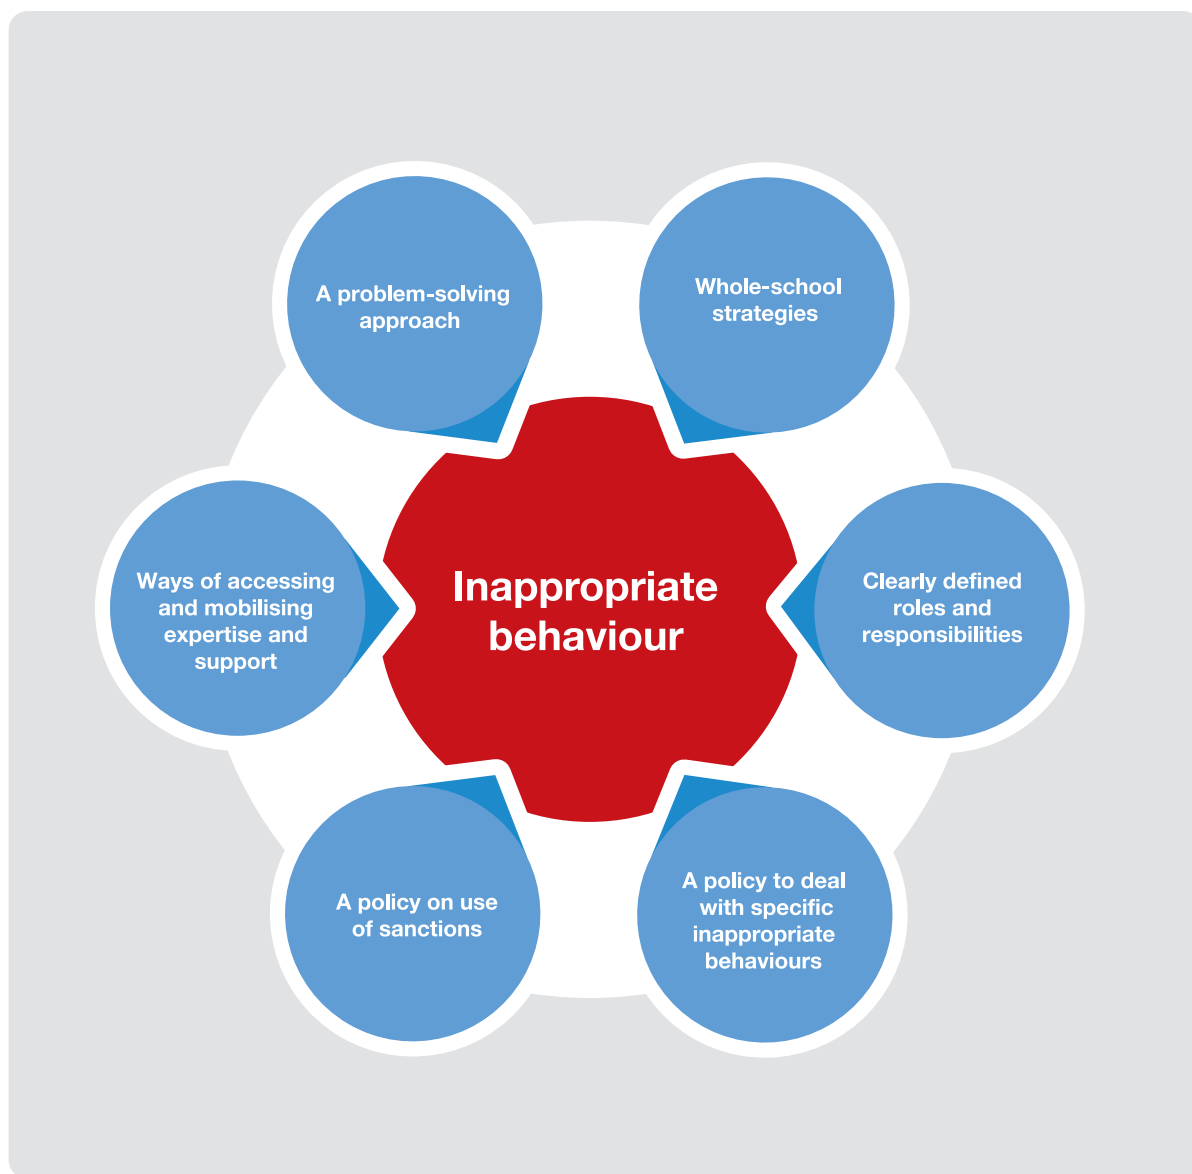 A problem-solving
approach
Whole-school
strategies
Ways of accessing
and mobilising
expertise and
support
Inappropriate
behaviour
Clearly defined
roles and
responsibilities
A policy on use
of sanctions
A policy to deal
with specific
inappropriate
behaviours